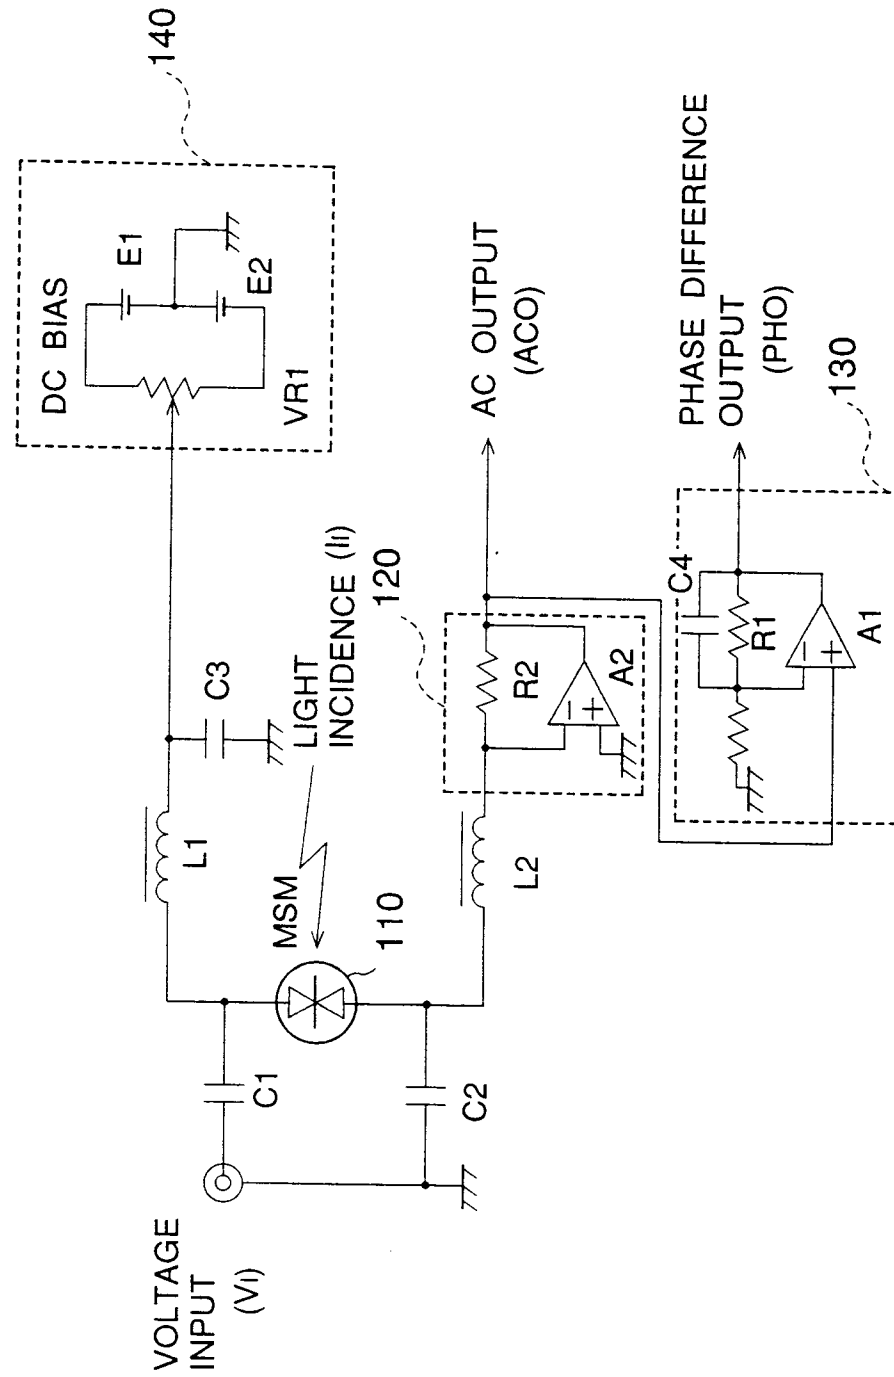 140
DC BIAS
E1
E2
VR1
VOLTAGE
INPUT
(VI)
C1
C2
MSM
110
L1
C3
LIGHT
INCIDENCE (II)
120
L2
R2
A2
AC OUTPUT
(ACO)
C4
R1
A1
PHASE DIFFERENCE
OUTPUT
(PHO)
130